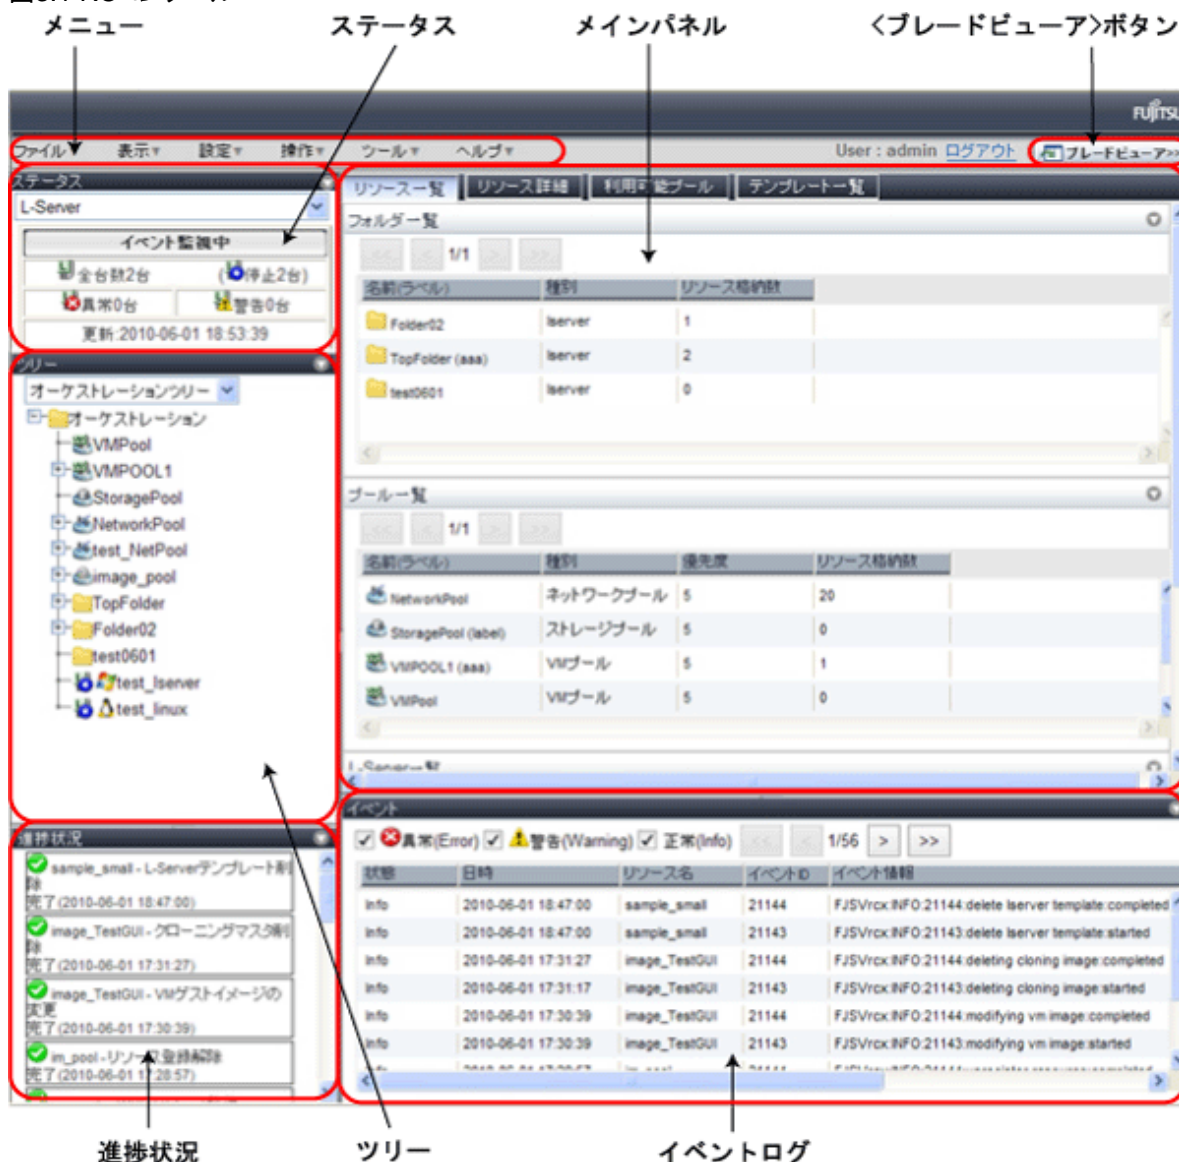 メニュー ステータス メインパネル <ブレードビューア>ボタン
FUJITSU
ファイル 表示 設定 操作 ツール ヘルプ User : admin ログアウト ブレードビューア>>
ステータス
L-Server
イベント監視中
全台数2台 (停止2台)
異常0台 警告0台
更新:2010-06-01 18:53:39
ツリー
オーケストレーションツリー
オーケストレーション
VMPool
VMPOOL1
StoragePool
NetworkPool
test_NetPool
image_pool
TopFolder
Folder02
test0601
test_lserver
test_linux
進捗状況
sample_small - L-Serverテンプレート削
除
完了(2010-06-01 18:47:00)
image_TestGUI - クローニングマスタ削
除
完了(2010-06-01 17:31:27)
image_TestGUI - VMゲストイメージの
変更
完了(2010-06-01 17:30:39)
im_pool - リソース登録解除
完了(2010-06-01 17:28:57)
リソース一覧 リソース詳細 利用可能プール テンプレート一覧
フォルダー一覧
<< < 1/1 > >>
名前(ラベル) 種別 リソース格納数
Folder02 lserver 1
TopFolder (aaa) lserver 2
test0601 lserver 0
プール一覧
<< < 1/1 > >>
名前(ラベル) 種別 優先度 リソース格納数
NetworkPool ネットワークプール 5 20
StoragePool (label) ストレージプール 5 0
VMPOOL1 (aaa) VMプール 5 1
VMPool VMプール 5 0
L-Server一覧
イベント
異常(Error) 警告(Warning) 正常(Info) << < 1/56 > >>
状態 日時 リソース名 イベントID イベント情報
Info 2010-06-01 18:47:00 sample_small 21144 FJSVrcx:INFO:21144:delete lserver template:completed
Info 2010-06-01 18:47:00 sample_small 21143 FJSVrcx:INFO:21143:delete lserver template:started
Info 2010-06-01 17:31:27 image_TestGUI 21144 FJSVrcx:INFO:21144:deleting cloning image:completed
Info 2010-06-01 17:31:17 image_TestGUI 21143 FJSVrcx:INFO:21143:deleting cloning image:started
Info 2010-06-01 17:30:39 image_TestGUI 21144 FJSVrcx:INFO:21144:modifying vm image:completed
Info 2010-06-01 17:30:39 image_TestGUI 21143 FJSVrcx:INFO:21143:modifying vm image:started
進捗状況 ツリー イベントログ